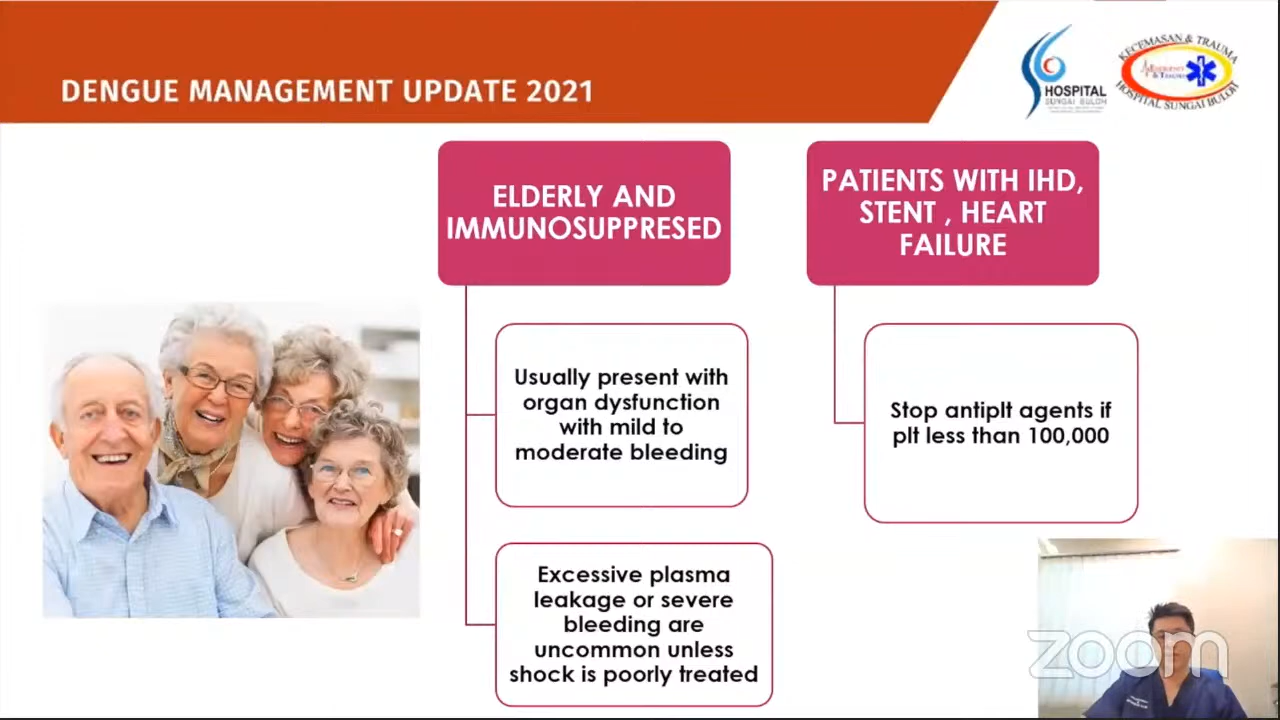 DENGUE MANAGEMENT UPDATE 2021
HOSPITAL
SUNGAI BULOH
KECEMASAN & TRAUMA
HOSPITAL SUNGAI BULOH
ELDERLY AND
IMMUNOSUPPRESED
Usually present with
organ dysfunction
with mild to
moderate bleeding
Excessive plasma
leakage or severe
bleeding are
uncommon unless
shock is poorly treated
PATIENTS WITH IHD,
STENT , HEART
FAILURE
Stop antiplt agents if
plt less than 100,000
zoom